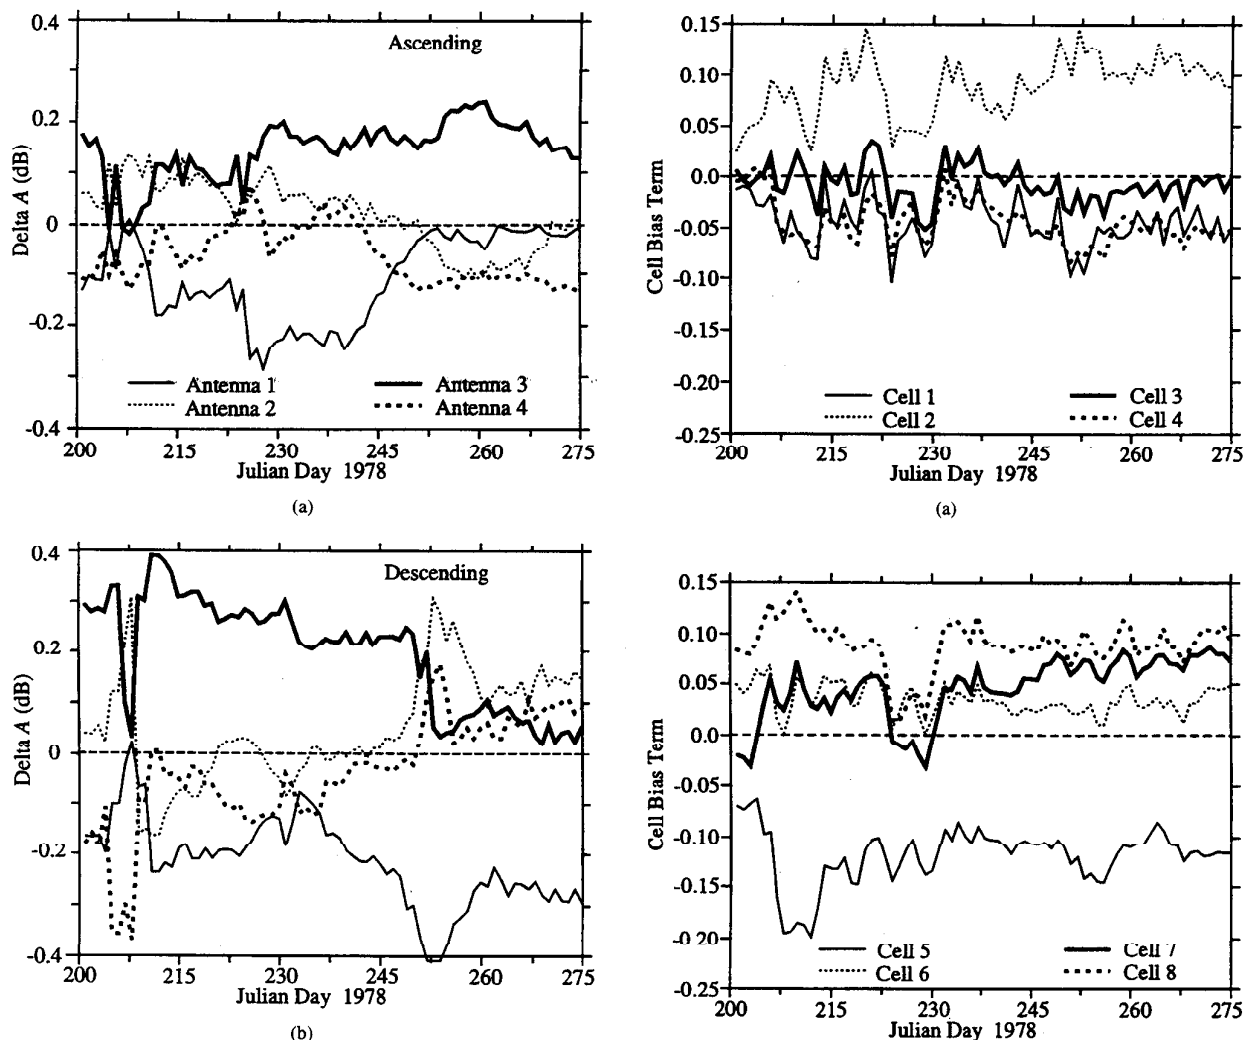 0.4
0.2
0
-0.2
-0.4
Delta A (dB)
Ascending
Antenna 1
Antenna 2
Antenna 3
Antenna 4
200 215 230 245 260 275
Julian Day 1978
(a)
0.15
0.10
0.05
0.0
-0.05
-0.10
-0.15
-0.20
-0.25
Cell Bias Term
Cell 1
Cell 2
Cell 3
Cell 4
200 215 230 245 260 275
Julian Day 1978
(a)
0.4
0.2
0
-0.2
-0.4
Delta A (dB)
Descending
200 215 230 245 260 275
Julian Day 1978
(b)
0.15
0.10
0.05
0.0
-0.05
-0.10
-0.15
-0.20
-0.25
Cell Bias Term
Cell 5
Cell 6
Cell 7
Cell 8
200 215 230 245 260 275
Julian Day 1978